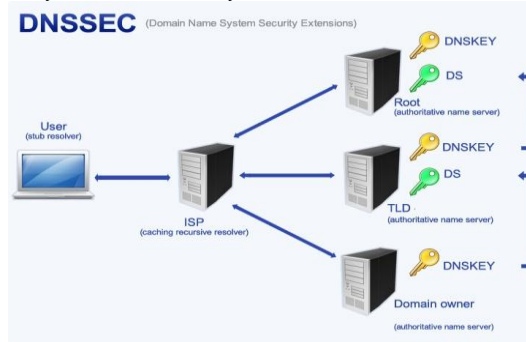 DNSSEC (Domain Name System Security Extensions)
DNSKEY
DS
Root
(authoritative name server)
User
(stub resolver)
DNSKEY
DS
ISP
(caching recursive resolver)
TLD
(authoritative name server)
DNSKEY
Domain owner
(authoritative name server)